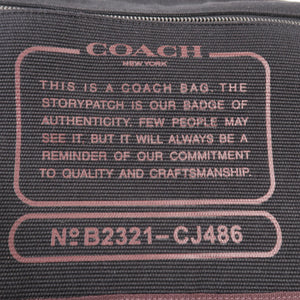 COACH
NEW YORK
THIS IS A COACH BAG. THE
STORYPATCH IS OUR BADGE OF
AUTHENTICITY. FEW PEOPLE MAY
SEE IT. BUT IT WILL ALWAYS BE A
REMINDER OF OUR COMMITMENT
TO QUALITY AND CRAFTSMANSHIP.
Nº B2321-CJ486